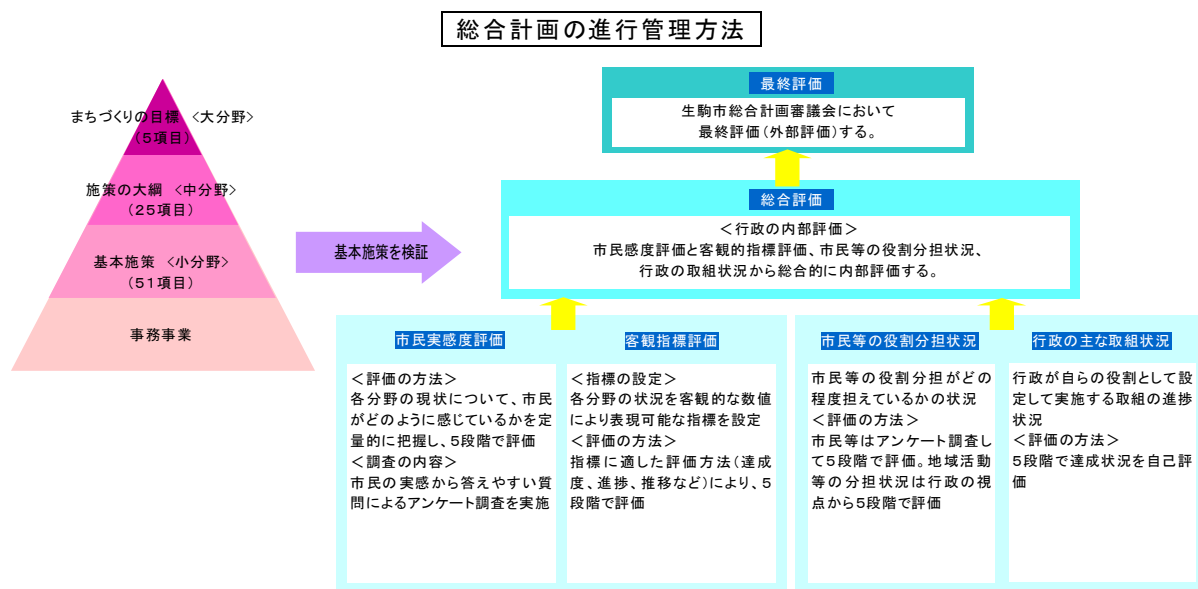 総合計画の進行管理方法
まちづくりの目標 <大分野>
(5項目)
施策の大綱 <中分野>
(25項目)
基本施策 <小分野>
(51項目)
事務事業
基本施策を検証
最終評価
生駒市総合計画審議会において
最終評価(外部評価)する。
総合評価
<行政の内部評価>
市民感度評価と客観的指標評価、市民等の役割分担状況、
行政の取組状況から総合的に内部評価する。
市民実感度評価
<評価の方法>
各分野の現状について、市民
がどのように感じているかを定
量的に把握し、5段階で評価
<調査の内容>
市民の実感から答えやすい質
問によるアンケート調査を実施
客観指標評価
<指標の設定>
各分野の状況を客観的な数値
により表現可能な指標を設定
<評価の方法>
指標に適した評価方法(達成
度、進捗、推移など)により、5
段階で評価
市民等の役割分担状況
市民等の役割分担がどの
程度担えているかの状況
<評価の方法>
市民等はアンケート調査し
て5段階で評価。地域活動
等の分担状況は行政の視
点から5段階で評価
行政の主な取組状況
行政が自らの役割として設
定して実施する取組の進捗
状況
<評価の方法>
5段階で達成状況を自己評
価